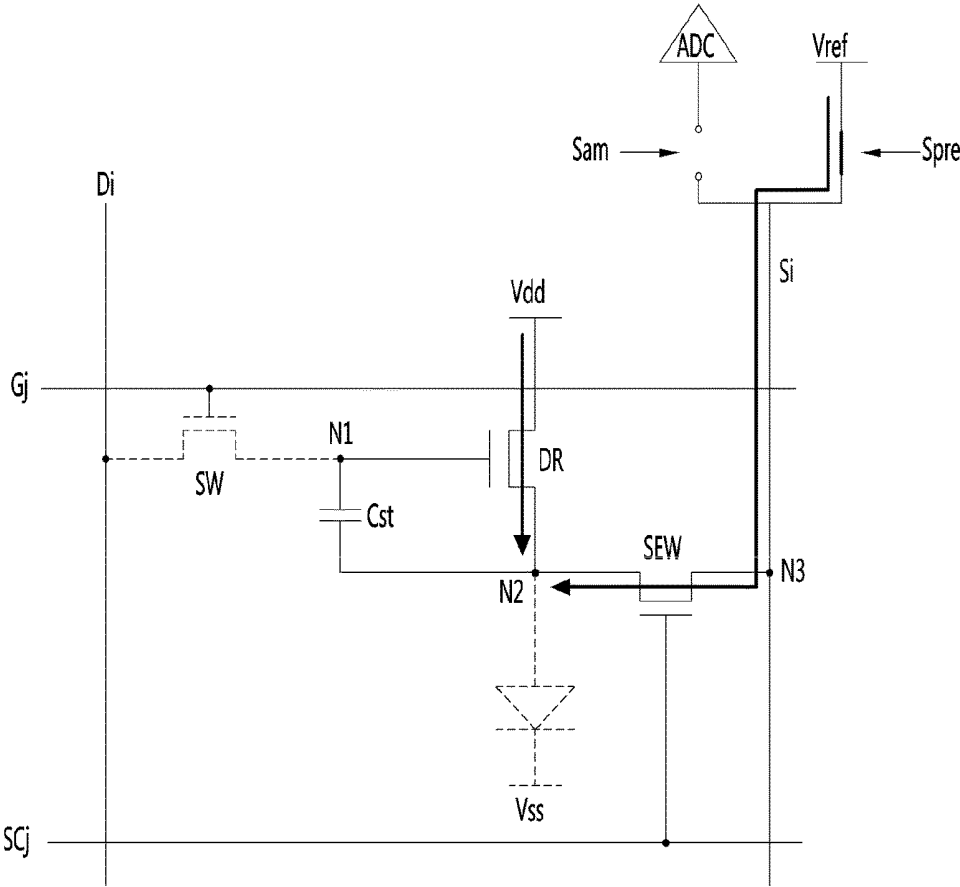 ADC
Vref
Sam
Spre
Di
Si
Vdd
Gj
N1
DR
SW
Cst
SEW
N2
N3
Vss
SCj